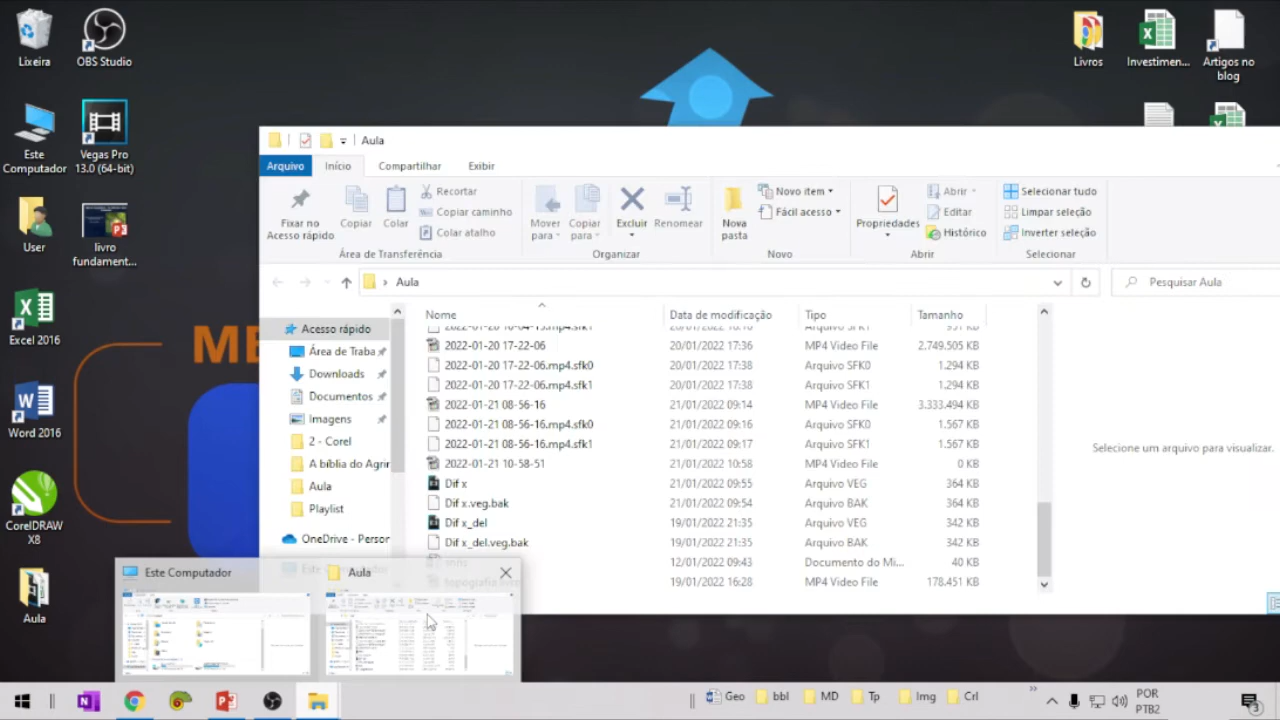 Lixeira
OBS Studio
Livros
Investimen...
Artigos no
blog
Este
Computador
Vegas Pro
13.0 (64-bit)
User
livro
fundament...
Excel 2016
Word 2016
CorelDRAW
X8
Aula
ME
Aula
Arquivo
Início
Compartilhar
Exibir
Fixar no
Acesso rápido
Copiar
Colar
Recortar
Copiar caminho
Colar atalho
Área de Transferência
Mover
para
Copiar
para
Excluir
Renomear
Organizar
Nova
pasta
Novo item
Fácil acesso
Novo
Propriedades
Abrir
Editar
Histórico
Abrir
Selecionar tudo
Limpar seleção
Inverter seleção
Selecionar
Aula
Pesquisar Aula
Acesso rápido
Área de Traba
Downloads
Documentos
Imagens
2 - Corel
A bíblia do Agrir
Aula
Playlist
OneDrive - Person
Nome Data de modificação Tipo Tamanho
2022-01-20 17-22-06 20/01/2022 17:36 MP4 Video File 2.749.505 KB
2022-01-20 17-22-06.mp4.sfk0 20/01/2022 17:38 Arquivo SFK0 1.294 KB
2022-01-20 17-22-06.mp4.sfk1 20/01/2022 17:38 Arquivo SFK1 1.294 KB
2022-01-21 08-56-16 21/01/2022 09:14 MP4 Video File 3.333.494 KB
2022-01-21 08-56-16.mp4.sfk0 21/01/2022 09:16 Arquivo SFK0 1.567 KB
2022-01-21 08-56-16.mp4.sfk1 21/01/2022 09:17 Arquivo SFK1 1.567 KB
2022-01-21 10-58-51 21/01/2022 10:58 MP4 Video File 0 KB
Dif x 21/01/2022 09:55 Arquivo VEG 364 KB
Dif x.veg.bak 21/01/2022 09:54 Arquivo BAK 364 KB
Dif x_del 19/01/2022 21:35 Arquivo VEG 342 KB
Dif x_del.veg.bak 19/01/2022 21:35 Arquivo BAK 342 KB
12/01/2022 09:43 Documento do Mi... 40 KB
19/01/2022 16:28 MP4 Video File 178.451 KB
Selecione um arquivo para visualizar.
Este Computador
Aula
Geo
bbl
MD
Tp
Img
Crl
POR
PTB2
3